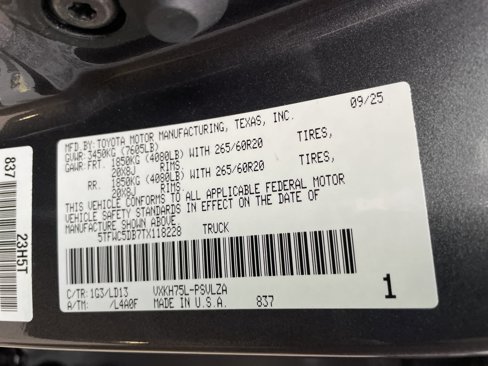 09/25
MFD.BY:TOYOTA MOTOR MANUFACTURING, TEXAS, INC.
GVWR:3450KG (7605LB)
GAWR:FRT. 1850KG (4080LB) WITH 265/60R20 TIRES,
20X8J RIMS
RR. 1850KG (4080LB) WITH 265/60R20 TIRES,
20X8J RIMS
THIS VEHICLE CONFORMS TO ALL APPLICABLE FEDERAL MOTOR
VEHICLE SAFETY STANDARDS IN EFFECT ON THE DATE OF
MANUFACTURE SHOWN ABOVE.
5TFWC5DB7TX118228 TRUCK
C/TR:1G3/LD13 VXKH75L-PSVLZA
A/TM: /L4A0F MADE IN U.S.A. 837
1
837
23H5T